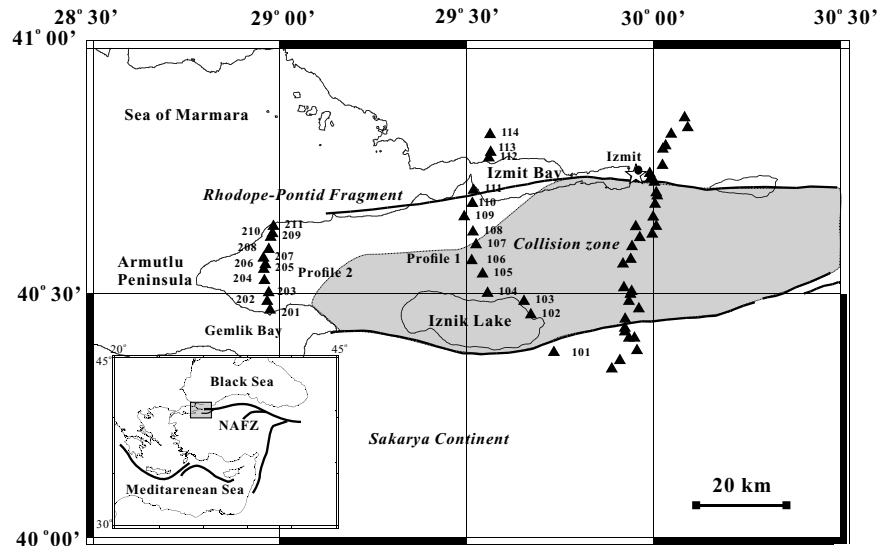 28˚30’ 29˚00’ 29˚30’ 30˚00’ 30˚30’
41˚00’
Sea of Marmara
114
113
112
Izmit
Izmit Bay
Rhodope-Pontid Fragment
111
110
109
211
210
209
108
Collision zone
208
107
207
Profile 1
106
Armutlu
Peninsula
206
205
Profile 2
105
204
40˚30’
203
104
202
103
Iznik Lake
102
201
Gemlik Bay
101
20˚
45˚
45˚
Black Sea
NAFZ
Sakarya Continent
Meditarenean Sea
20 km
30˚
40˚00’